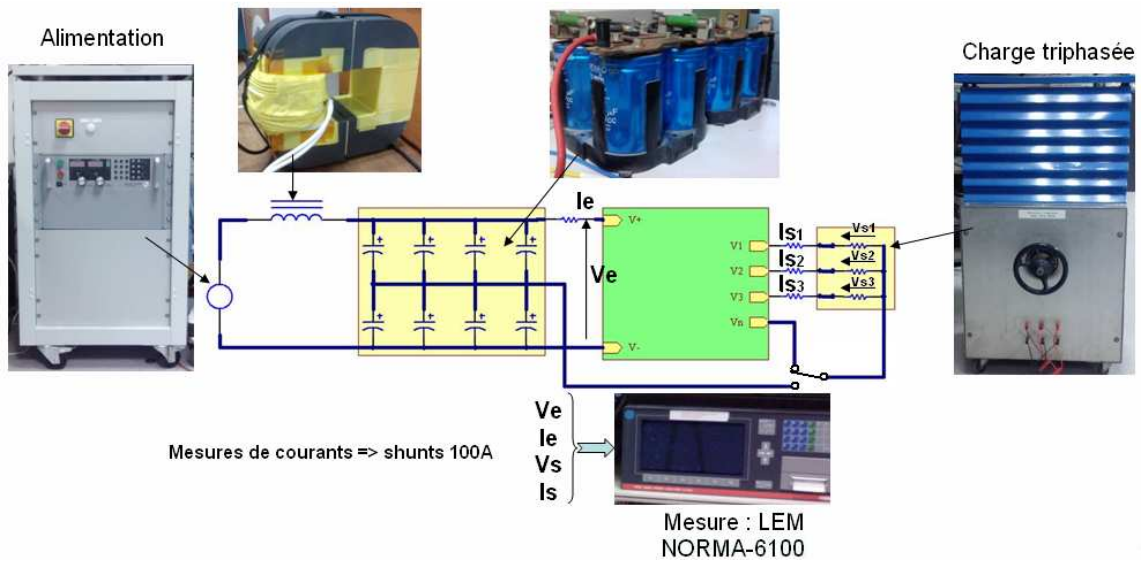 Alimentation
Charge triphasée
Ie
V+
Ve
V-
V1
V2
V3
Vn
Is1
Is2
Is3
Vs1
Vs2
Vs3
Mesures de courants => shunts 100A
Ve
Ie
Vs
Is
Mesure : LEM
NORMA-6100